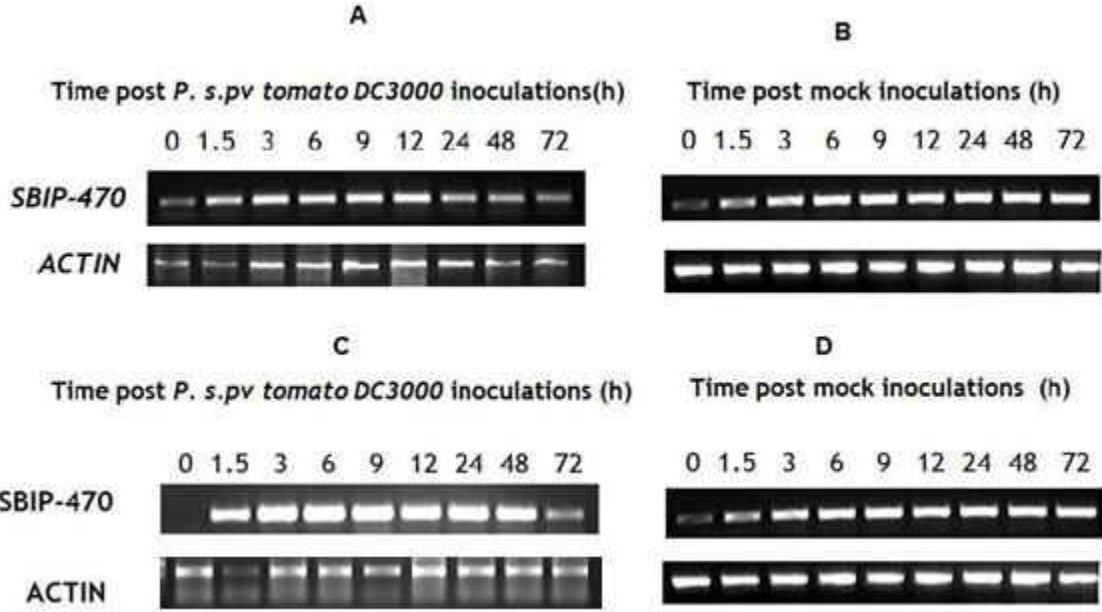 A
Time post P. s.pv tomato DC3000 inoculations(h)
0 1.5 3 6 9 12 24 48 72
SBIP-470
ACTIN
B
Time post mock inoculations (h)
0 1.5 3 6 9 12 24 48 72
C
Time post P. s.pv tomato DC3000 inoculations (h)
0 1.5 3 6 9 12 24 48 72
SBIP-470
ACTIN
D
Time post mock inoculations (h)
0 1.5 3 6 9 12 24 48 72